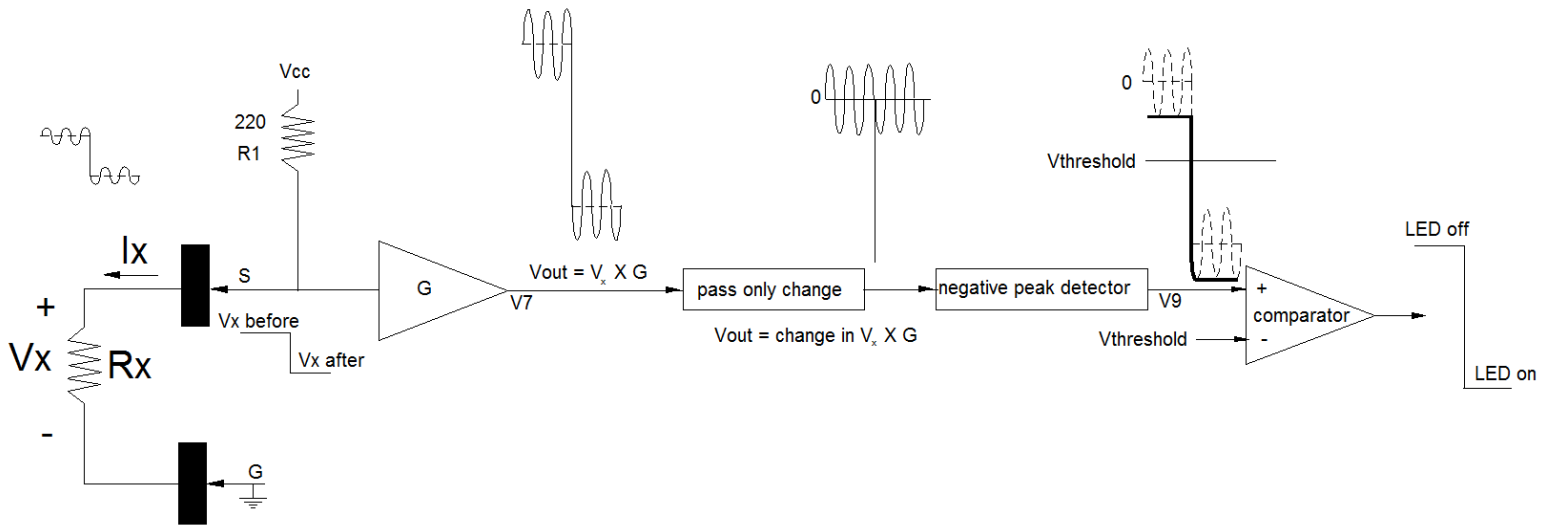 Vcc
220
R1
0
0
Vthreshold
Ix
S
Vx before
Vx after
+
Vx
-
Rx
G
G
Vout = Vx X G
V7
pass only change
Vout = change in Vx X G
negative peak detector
V9
Vthreshold
+
comparator
-
LED off
LED on